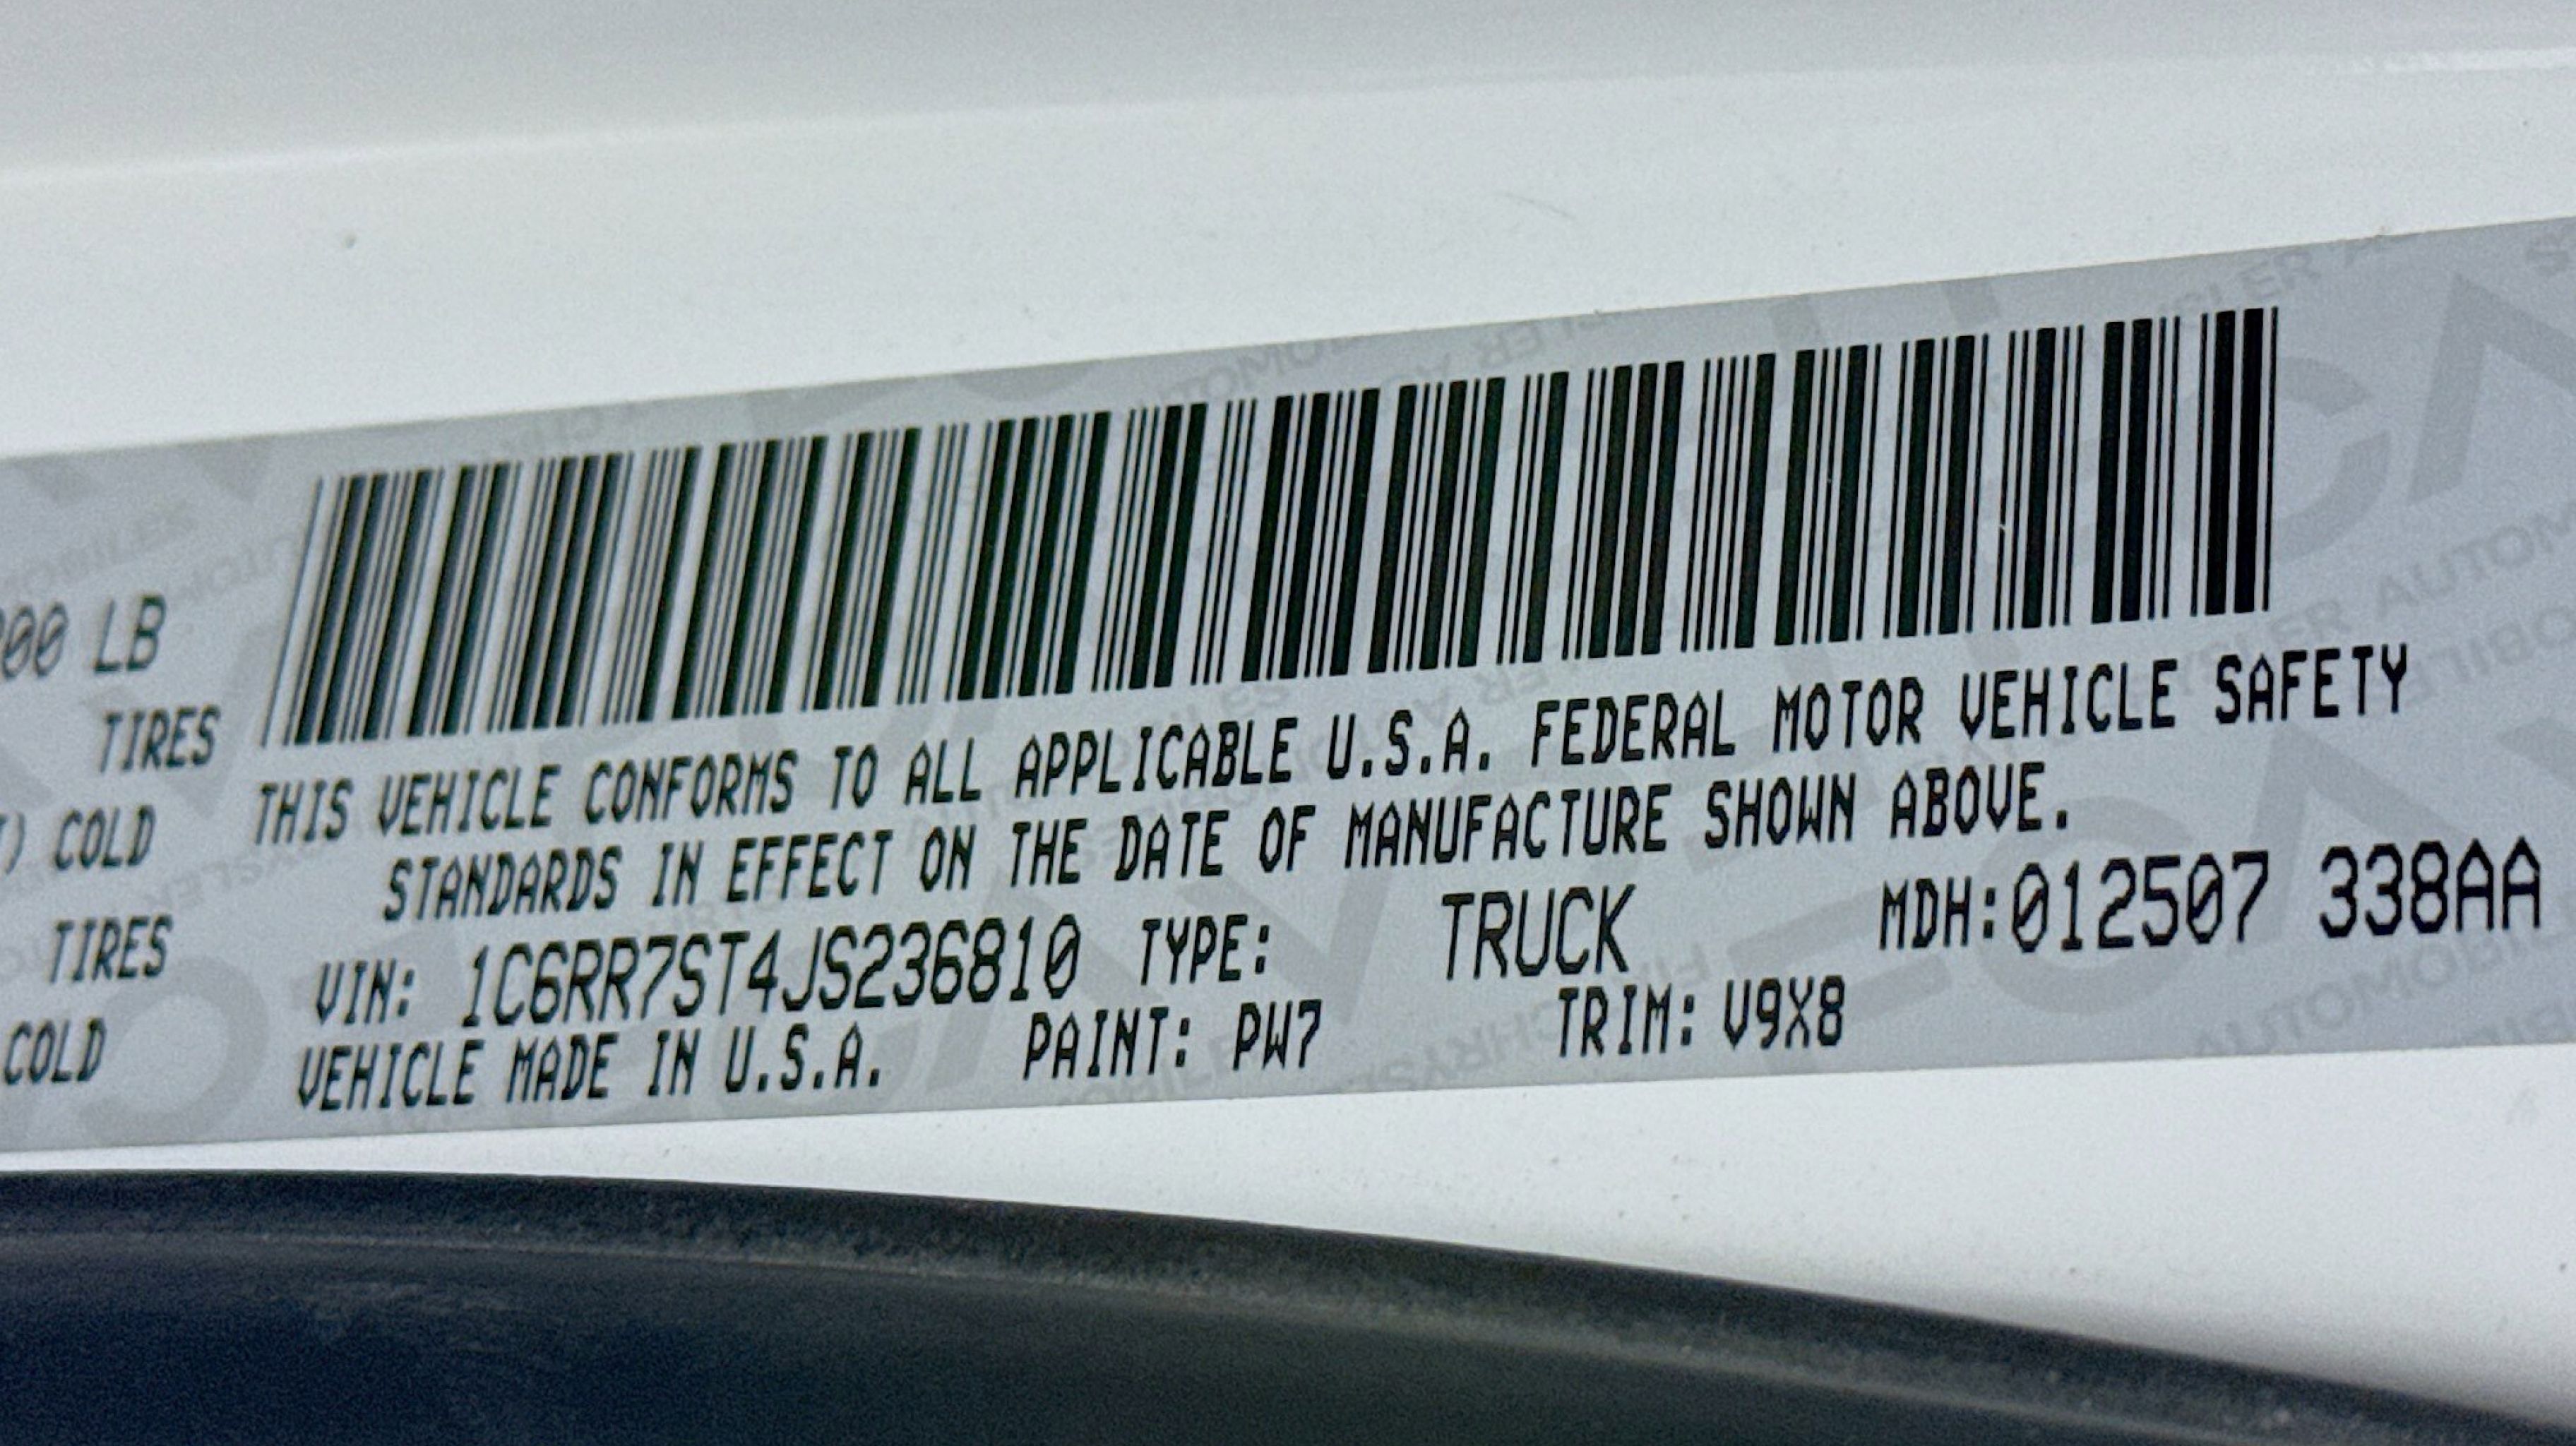 00 LB
TIRES
COLD
TIRES
COLD
THIS VEHICLE CONFORMS TO ALL APPLICABLE U.S.A. FEDERAL MOTOR VEHICLE SAFETY
STANDARDS IN EFFECT ON THE DATE OF MANUFACTURE SHOWN ABOVE.
VIN: 1C6RR7ST4JS236810 TYPE: TRUCK MDH:012507 338AA
VEHICLE MADE IN U.S.A. PAINT: PW7 TRIM: V9X8